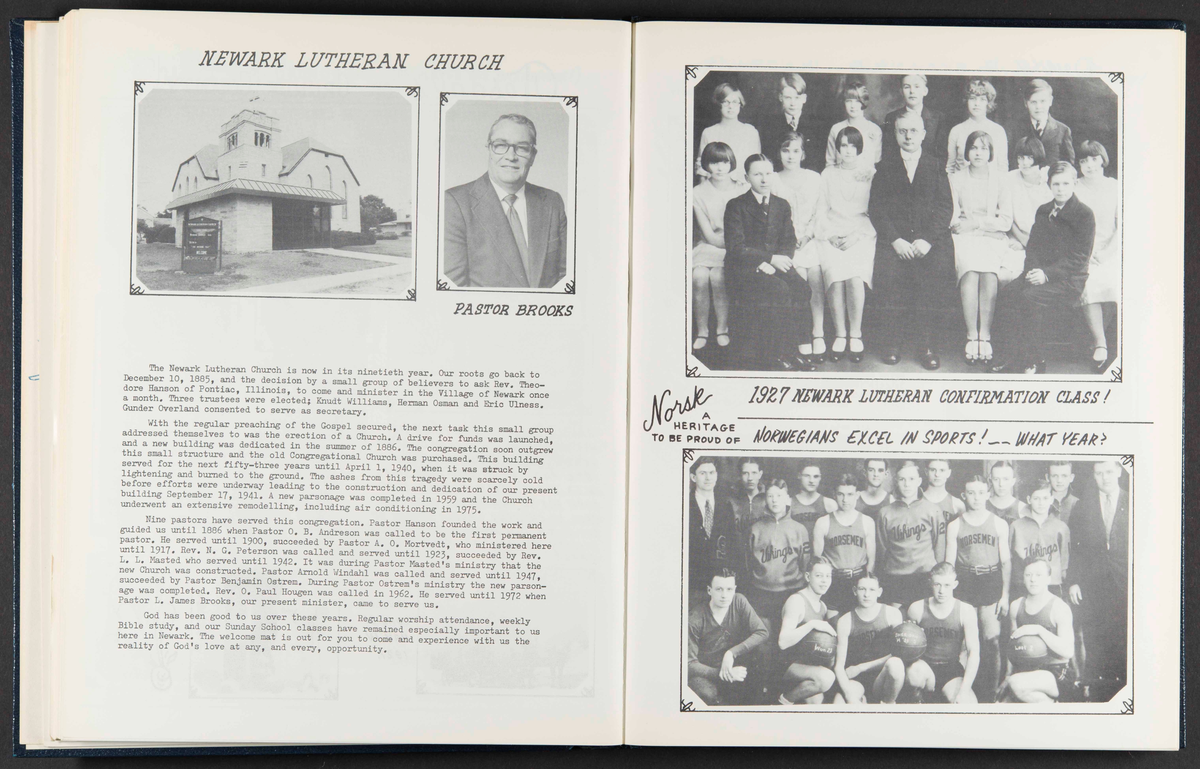 NEWARK LUTHERAN CHURCH
PASTOR BROOKS
The Newark Lutheran Church is now in its ninetieth year. Our roots go back to
December 10, 1885, and the decision by a small group of believers to ask Rev. Theo-
dore Hanson of Pontiac, Illinois, to come and minister in the Village of Newark once
a month. Three trustees were elected; Knudt Williams, Herman Osman and Eric Ulness.
Gunder Overland consented to serve as secretary.
With the regular preaching of the Gospel secured, the next task this small group
addressed themselves to was the erection of a Church. A drive for funds was launched,
and a new building was dedicated in the summer of 1886. The congregation soon outgrew
this small structure and the old Congregational Church was purchased. This building
served for the next fifty-three years until April 1, 1940, when it was struck by
lightening and burned to the ground. The ashes from this tragedy were scarcely cold
before efforts were underway leading to the construction and dedication of our present
building September 17, 1941. A new parsonage was completed in 1959 and the Church
underwent an extensive remodelling, including air conditioning in 1975.
Nine pastors have served this congregation. Pastor Hanson founded the work and
guided us until 1886 when Pastor O. B. Andreson was called to be the first permanent
pastor. He served until 1900, succeeded by Pastor A. O. Mortvedt, who ministered here
until 1917. Rev. N. G. Peterson was called and served until 1923, succeeded by Rev.
L. L. Masted who served until 1942. It was during Pastor Masted's ministry that the
new Church was constructed. Pastor Arnold Windahl was called and served until 1947,
succeeded by Pastor Benjamin Ostrem. During Pastor Ostrem's ministry the new parson-
age was completed. Rev. O. Paul Hougen was called in 1962. He served until 1972 when
Pastor L. James Brooks, our present minister, came to serve us.
God has been good to us over these years. Regular worship attendance, weekly
Bible study, and our Sunday School classes have remained especially important to us
here in Newark. The welcome mat is out for you to come and experience with us the
reality of God's love at any, and every, opportunity.
1927 NEWARK LUTHERAN CONFIRMATION CLASS!
Norsk
A
HERITAGE
TO BE PROUD OF
NORWEGIANS EXCEL IN SPORTS! -- WHAT YEAR?
Vikings
NORSEMEN
Vikings
NORSEMEN
Vikings